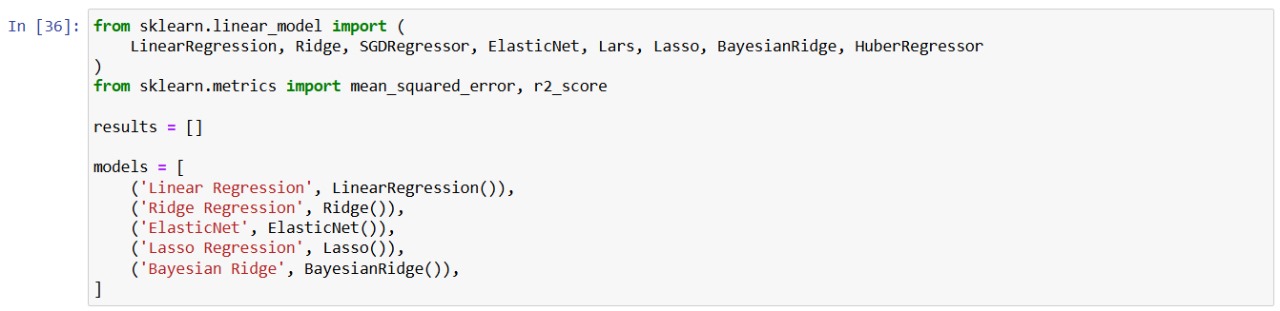 In [36]: from sklearn.linear_model import (
    LinearRegression, Ridge, SGDRegressor, ElasticNet, Lars, Lasso, BayesianRidge, HuberRegressor
)
from sklearn.metrics import mean_squared_error, r2_score

results = []

models = [
    ('Linear Regression', LinearRegression()),
    ('Ridge Regression', Ridge()),
    ('ElasticNet', ElasticNet()),
    ('Lasso Regression', Lasso()),
    ('Bayesian Ridge', BayesianRidge()),
]